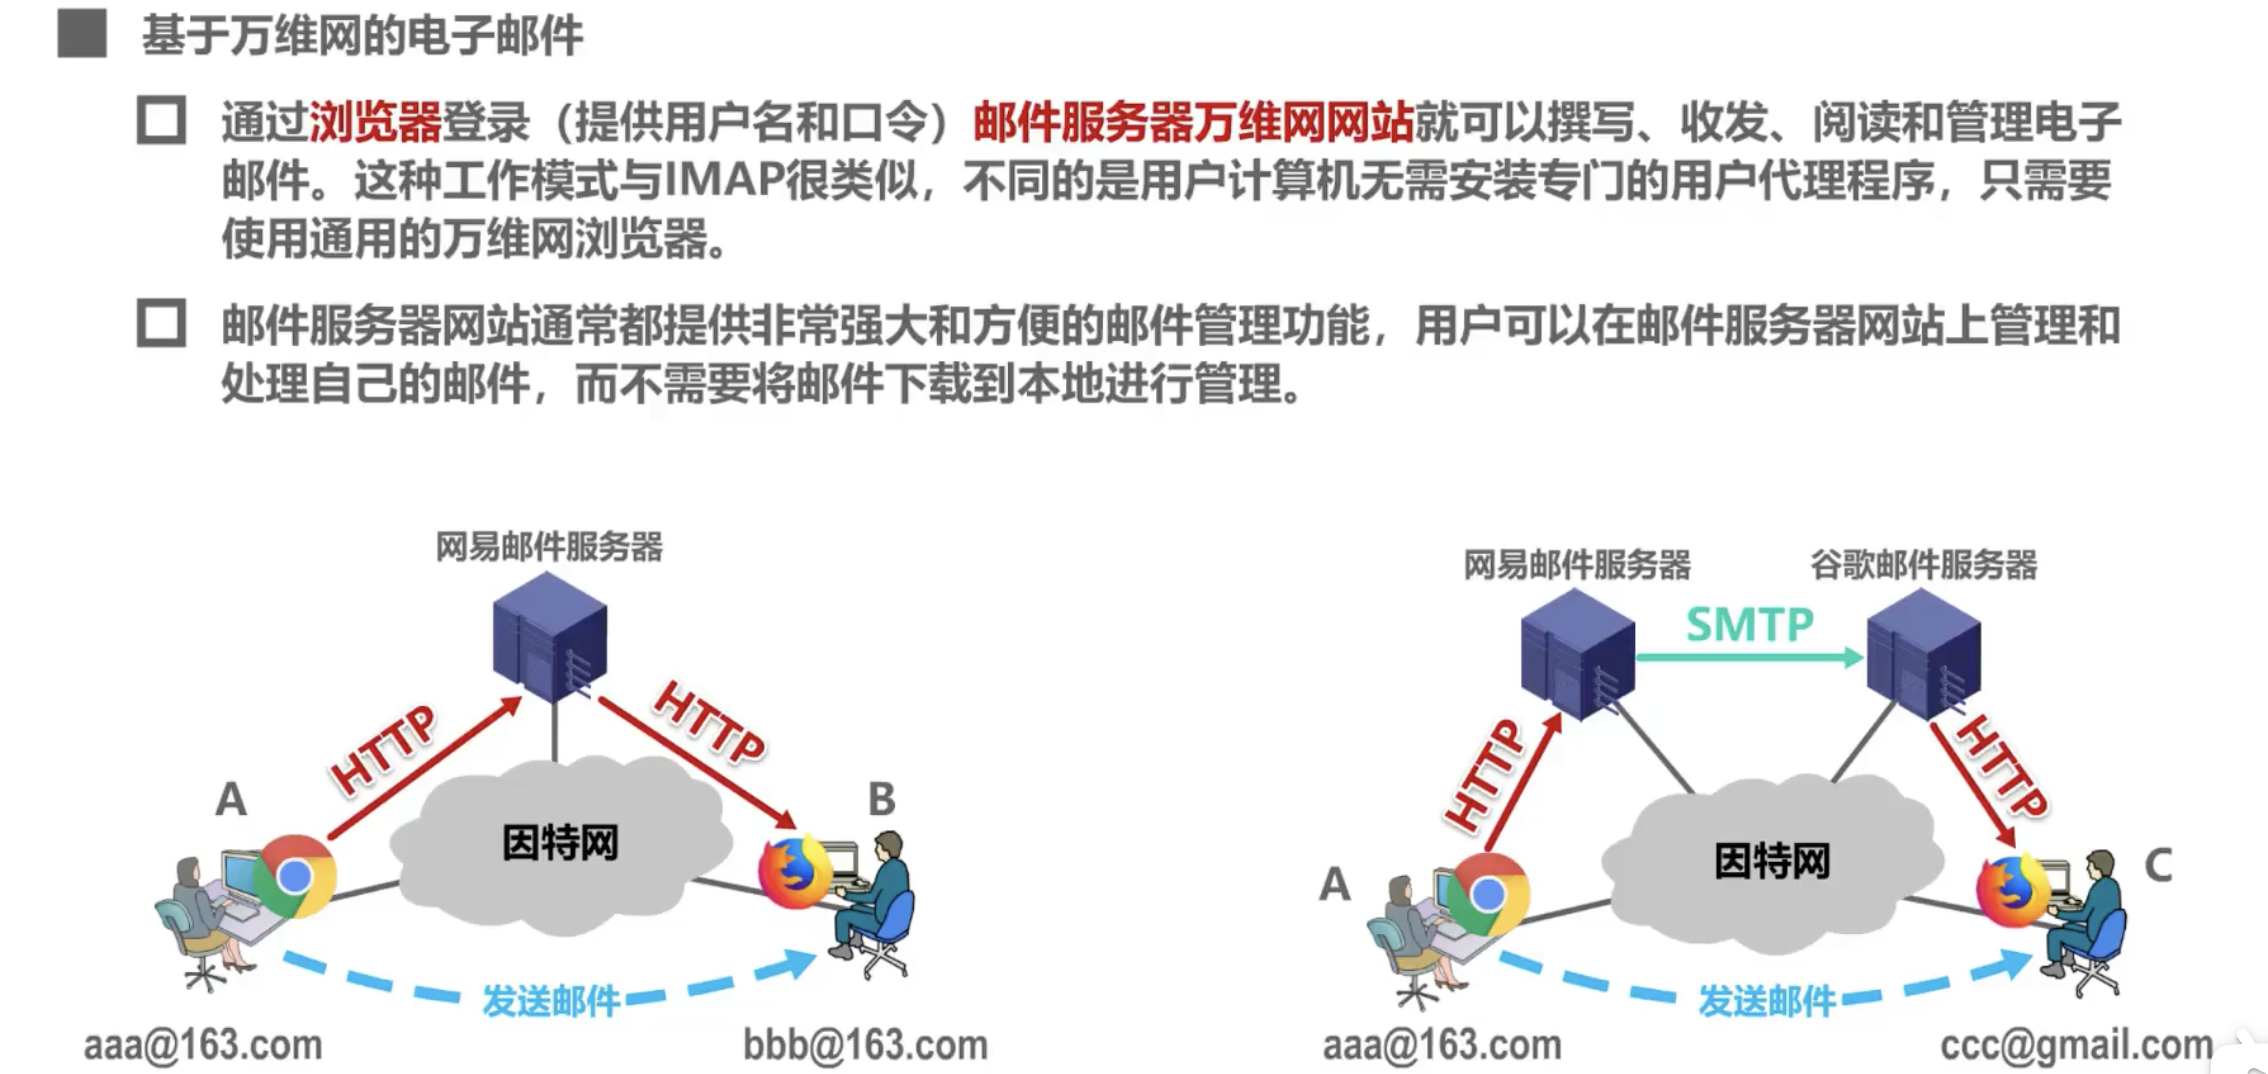 基于万维网的电子邮件
通过浏览器登录（提供用户名和口令）邮件服务器万维网网站就可以撰写、收发、阅读和管理电子
邮件。这种工作模式与IMAP很类似，不同的是用户计算机无需安装专门的用户代理程序，只需要
使用通用的万维网浏览器。
邮件服务器网站通常都提供非常强大和方便的邮件管理功能，用户可以在邮件服务器网站上管理和
处理自己的邮件，而不需要将邮件下载到本地进行管理。
网易邮件服务器
HTTP
HTTP
A
B
因特网
发送邮件
aaa@163.com
bbb@163.com
网易邮件服务器
谷歌邮件服务器
SMTP
HTTP
HTTP
A
C
因特网
发送邮件
aaa@163.com
ccc@gmail.com